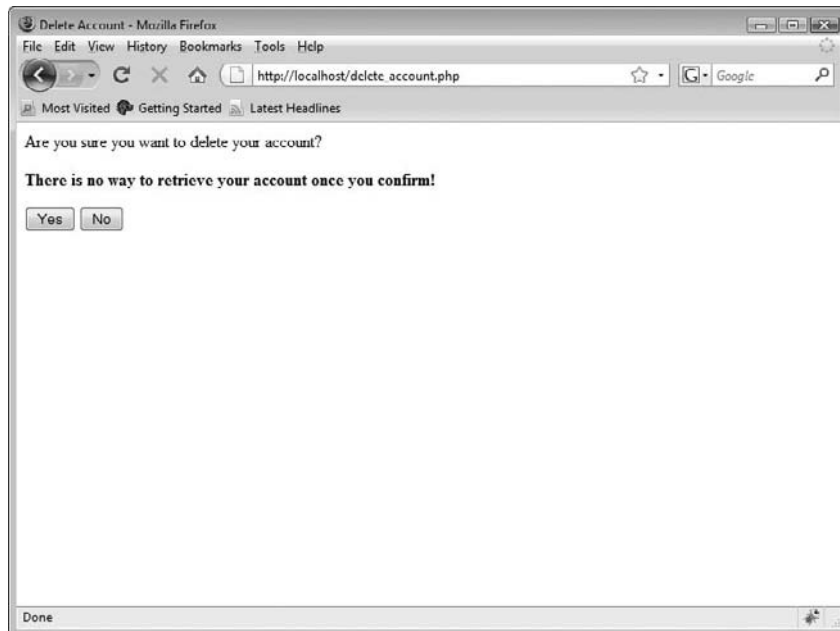 Delete Account - Mozilla Firefox
File Edit View History Bookmarks Tools Help
http://localhost/delete_account.php
G Google
Most Visited Getting Started Latest Headlines
Are you sure you want to delete your account?
There is no way to retrieve your account once you confirm!
Yes No
Done